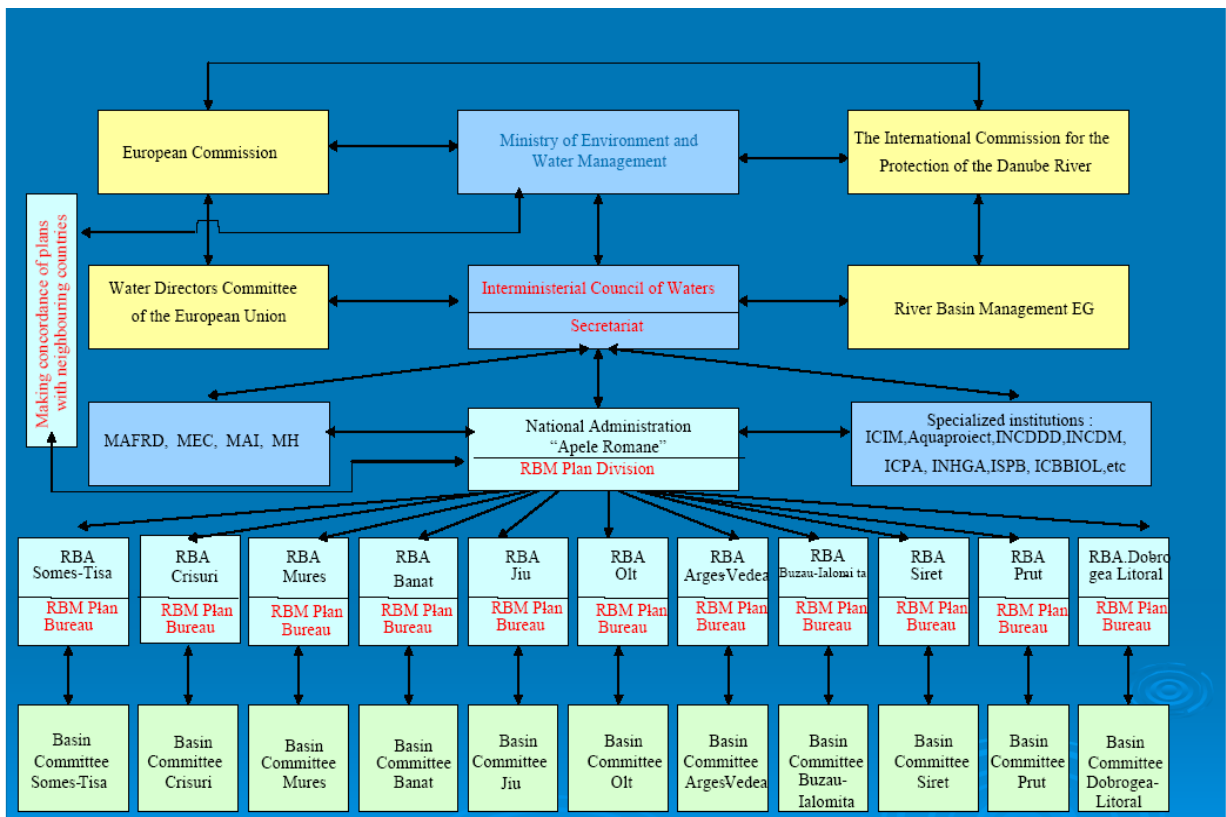 European Commission
Ministry of Environment and
Water Management
The International Commission for the
Protection of the Danube River
Making concordance of plans
with neighbouring countries
Water Directors Committee
of the European Union
Interministerial Council of Waters
Secretariat
River Basin Management EG
MAFRD, MEC, MAI, MH
National Administration
“Apele Romane”
RBM Plan Division
Specialized institutions :
ICIM,Aquaproiect,INCDDD,INCDM,
ICPA, INHGA,ISPB, ICBBIOL,etc
RBA
Somes-Tisa
RBM Plan
Bureau
RBA
Crisuri
RBM Plan
Bureau
RBA
Mures
RBM Plan
Bureau
RBA
Banat
RBM Plan
Bureau
RBA
Jiu
RBM Plan
Bureau
RBA
Olt
RBM Plan
Bureau
RBA
Arges-Vedea
RBM Plan
Bureau
RBA
Buzau-Ialomi ta
RBM Plan
Bureau
RBA
Siret
RBM Plan
Bureau
RBA
Prut
RBM Plan
Bureau
RBA.Dobro
gea Litoral
RBM Plan
Bureau
Basin
Committee
Somes-Tisa
Basin
Committee
Crisuri
Basin
Committee
Mures
Basin
Committee
Banat
Basin
Committee
Jiu
Basin
Committee
Olt
Basin
Committee
ArgesVedea
Basin
Committee
Buzau-
Ialomita
Basin
Committee
Siret
Basin
Committee
Prut
Basin
Committee
Dobrogea-
Litoral